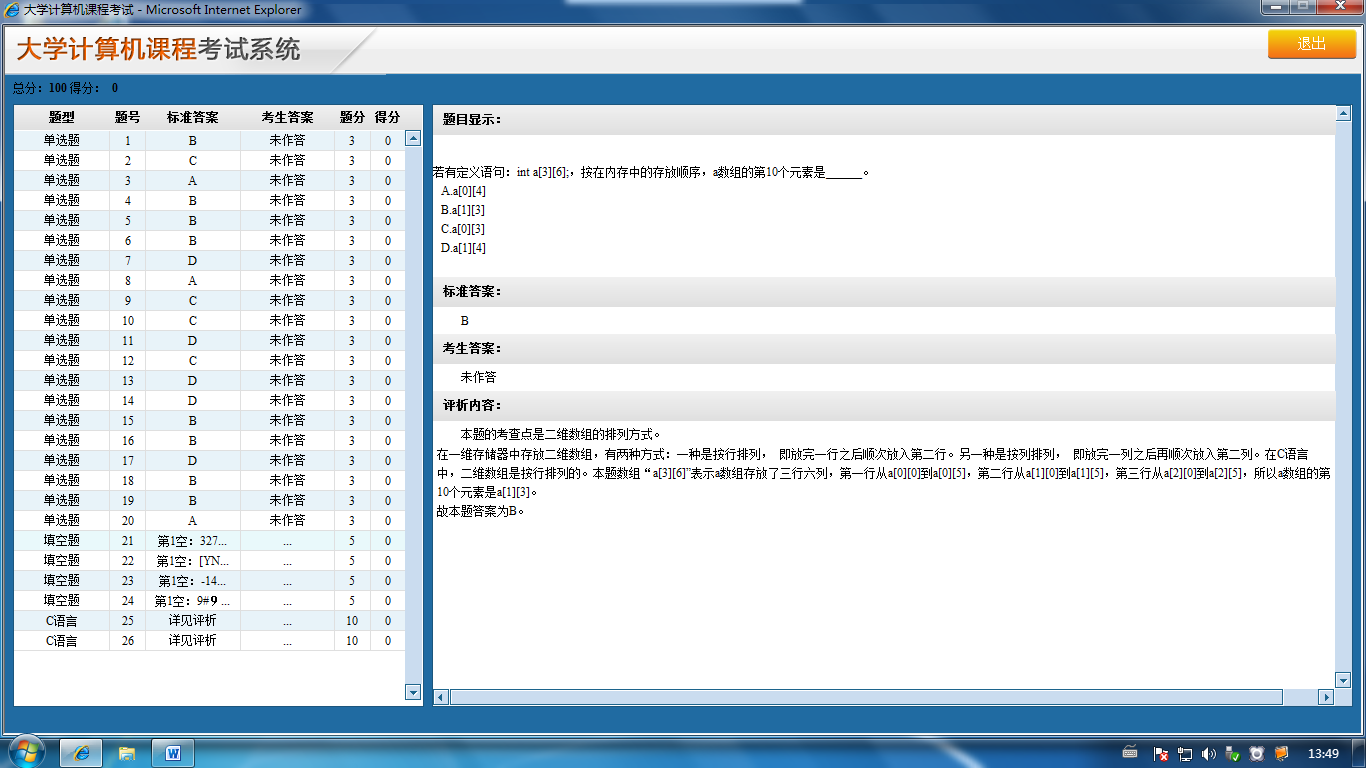 大学计算机课程考试 - Microsoft Internet Explorer
大学计算机课程考试系统
退出
总分：100 得分： 0
题型 题号 标准答案 考生答案 题分 得分
单选题 1 B 未作答 3 0
单选题 2 C 未作答 3 0
单选题 3 A 未作答 3 0
单选题 4 B 未作答 3 0
单选题 5 B 未作答 3 0
单选题 6 B 未作答 3 0
单选题 7 D 未作答 3 0
单选题 8 A 未作答 3 0
单选题 9 C 未作答 3 0
单选题 10 C 未作答 3 0
单选题 11 D 未作答 3 0
单选题 12 C 未作答 3 0
单选题 13 D 未作答 3 0
单选题 14 D 未作答 3 0
单选题 15 B 未作答 3 0
单选题 16 B 未作答 3 0
单选题 17 D 未作答 3 0
单选题 18 B 未作答 3 0
单选题 19 B 未作答 3 0
单选题 20 A 未作答 3 0
填空题 21 第1空：327... ... 5 0
填空题 22 第1空：[YN... ... 5 0
填空题 23 第1空：-14... ... 5 0
填空题 24 第1空：9#9 ... ... 5 0
C语言 25 详见评析 ... 10 0
C语言 26 详见评析 ... 10 0
题目显示：
若有定义语句：int a[3][6];，按在内存中的存放顺序，a数组的第10个元素是______。
A.a[0][4]
B.a[1][3]
C.a[0][3]
D.a[1][4]
标准答案：
B
考生答案：
未作答
评析内容：
本题的考查点是二维数组的排列方式。
在一维存储器中存放二维数组，有两种方式：一种是按行排列， 即放完一行之后顺次放入第二行。另一种是按列排列， 即放完一列之后再顺次放入第二列。在C语言
中，二维数组是按行排列的。本题数组“a[3][6]”表示a数组存放了三行六列，第一行从a[0][0]到a[0][5]，第二行从a[1][0]到a[1][5]，第三行从a[2][0]到a[2][5]，所以a数组的第
10个元素是a[1][3]。
故本题答案为B。
13:49